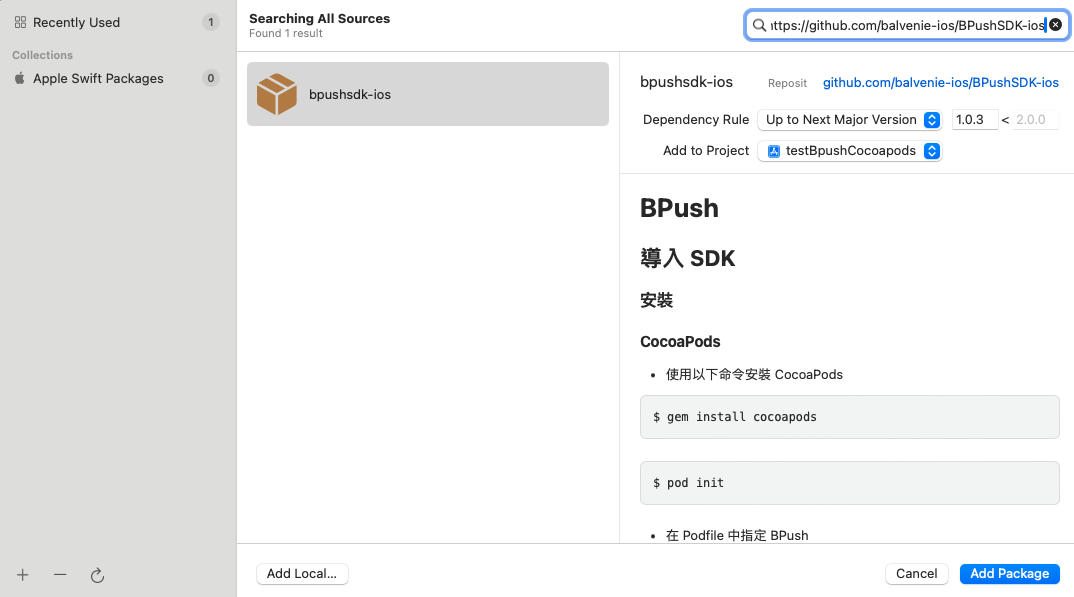 Recently Used 1
Collections
Apple Swift Packages 0
Searching All Sources
Found 1 result
ttps://github.com/balvenie-ios/BPushSDK-ios
bpushsdk-ios
bpushsdk-ios Reposit github.com/balvenie-ios/BPushSDK-ios
Dependency Rule Up to Next Major Version 1.0.3 < 2.0.0
Add to Project testBpushCocoapods
BPush
導入 SDK
安裝
CocoaPods
• 使用以下命令安裝 CocoaPods
$ gem install cocoapods
$ pod init
• 在 Podfile 中指定 BPush
Add Local...
Cancel
Add Package